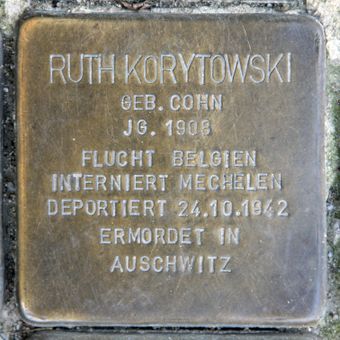 RUTH KORYTOWSKI
GEB. COHN
JG. 1908
FLUCHT BELGIEN
INTERNIERT MECHELEN
DEPORTIERT 24.10.1942
ERMORDET IN
AUSCHWITZ